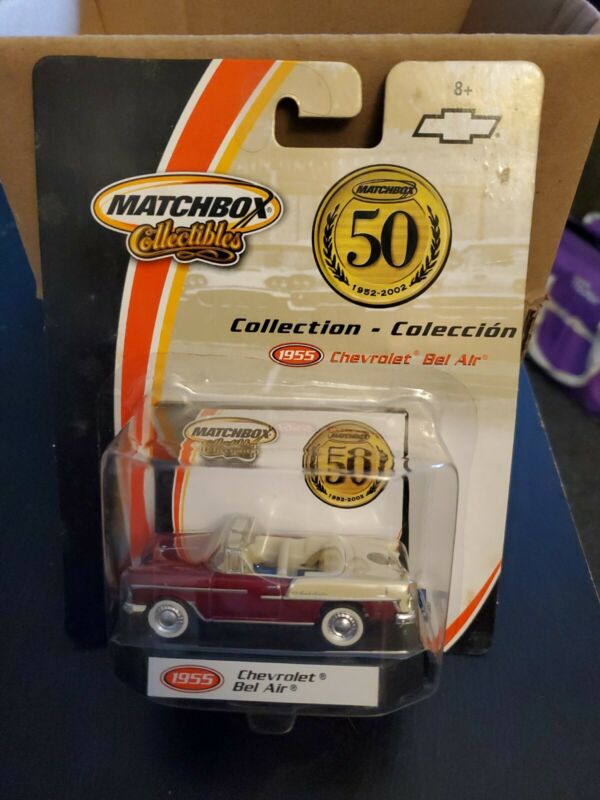 8+
MATCHBOX®
Collectibles
MATCHBOX
50
1952-2002
Collection - Colección
1955 Chevrolet® Bel Air®
MATCHBOX
Collectibles
MATCHBOX
50
1952-2002
1955 Chevrolet®
Bel Air®